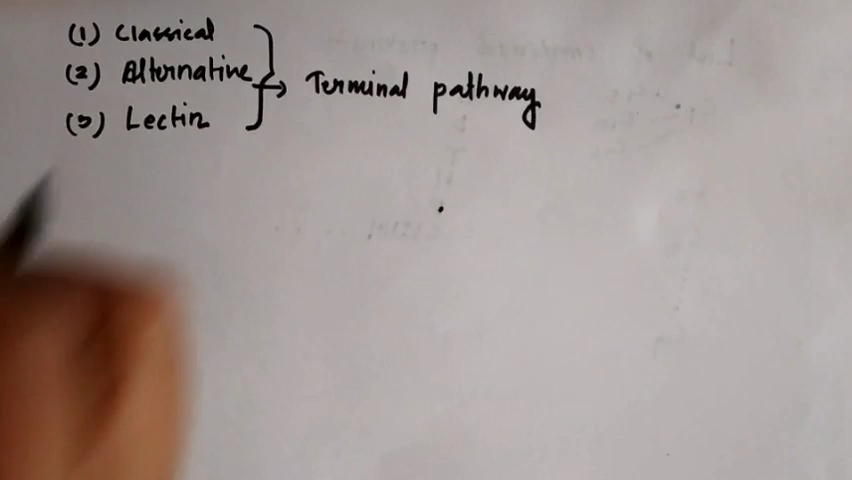 (1) Classical
(2) Alternative
(3) Lectin
} → Terminal pathway